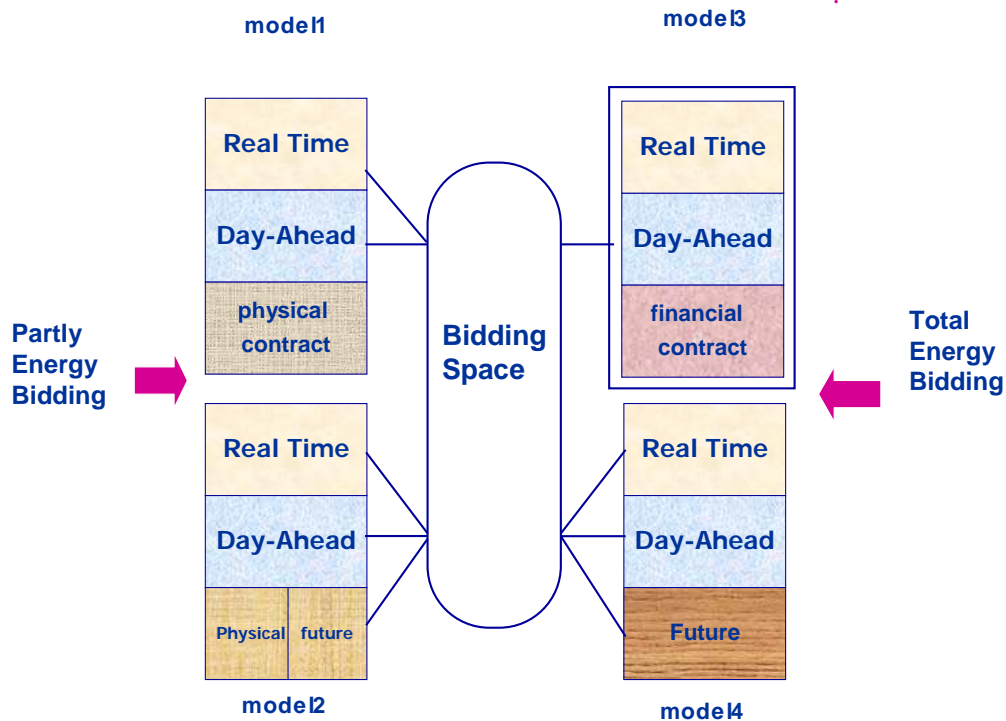 model1
model3
Real Time
Day-Ahead
physical
contract
Real Time
Day-Ahead
financial
contract
Partly
Energy
Bidding
Bidding
Space
Total
Energy
Bidding
Real Time
Day-Ahead
Physical future
Real Time
Day-Ahead
Future
model2
model4